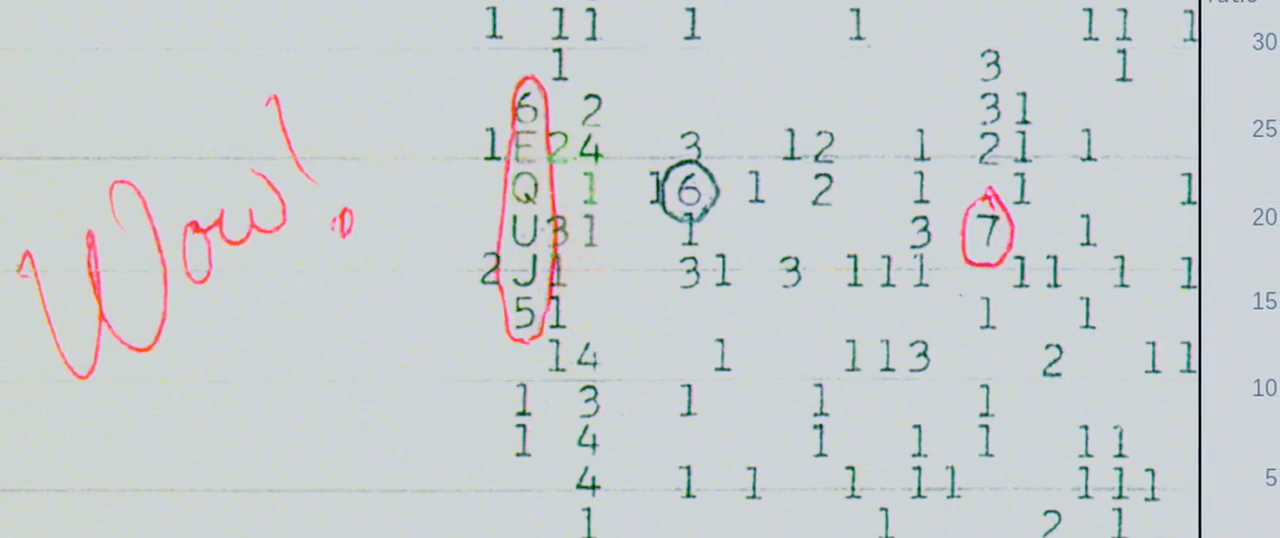 1 11 1 1 11 1
1 3 1
6 2 31
1E24 3 12 1 21 1
Q 1 16 1 2 1 1 1
U31 1 3 7 1
2J1 31 3 111 11 1 1
51 1 1
14 1 113 2 11
1 3 1 1 1
1 4 1 1 1 11
4 1 1 1 11 111
1 1 2 1
Wow!
30
25
20
15
10
5